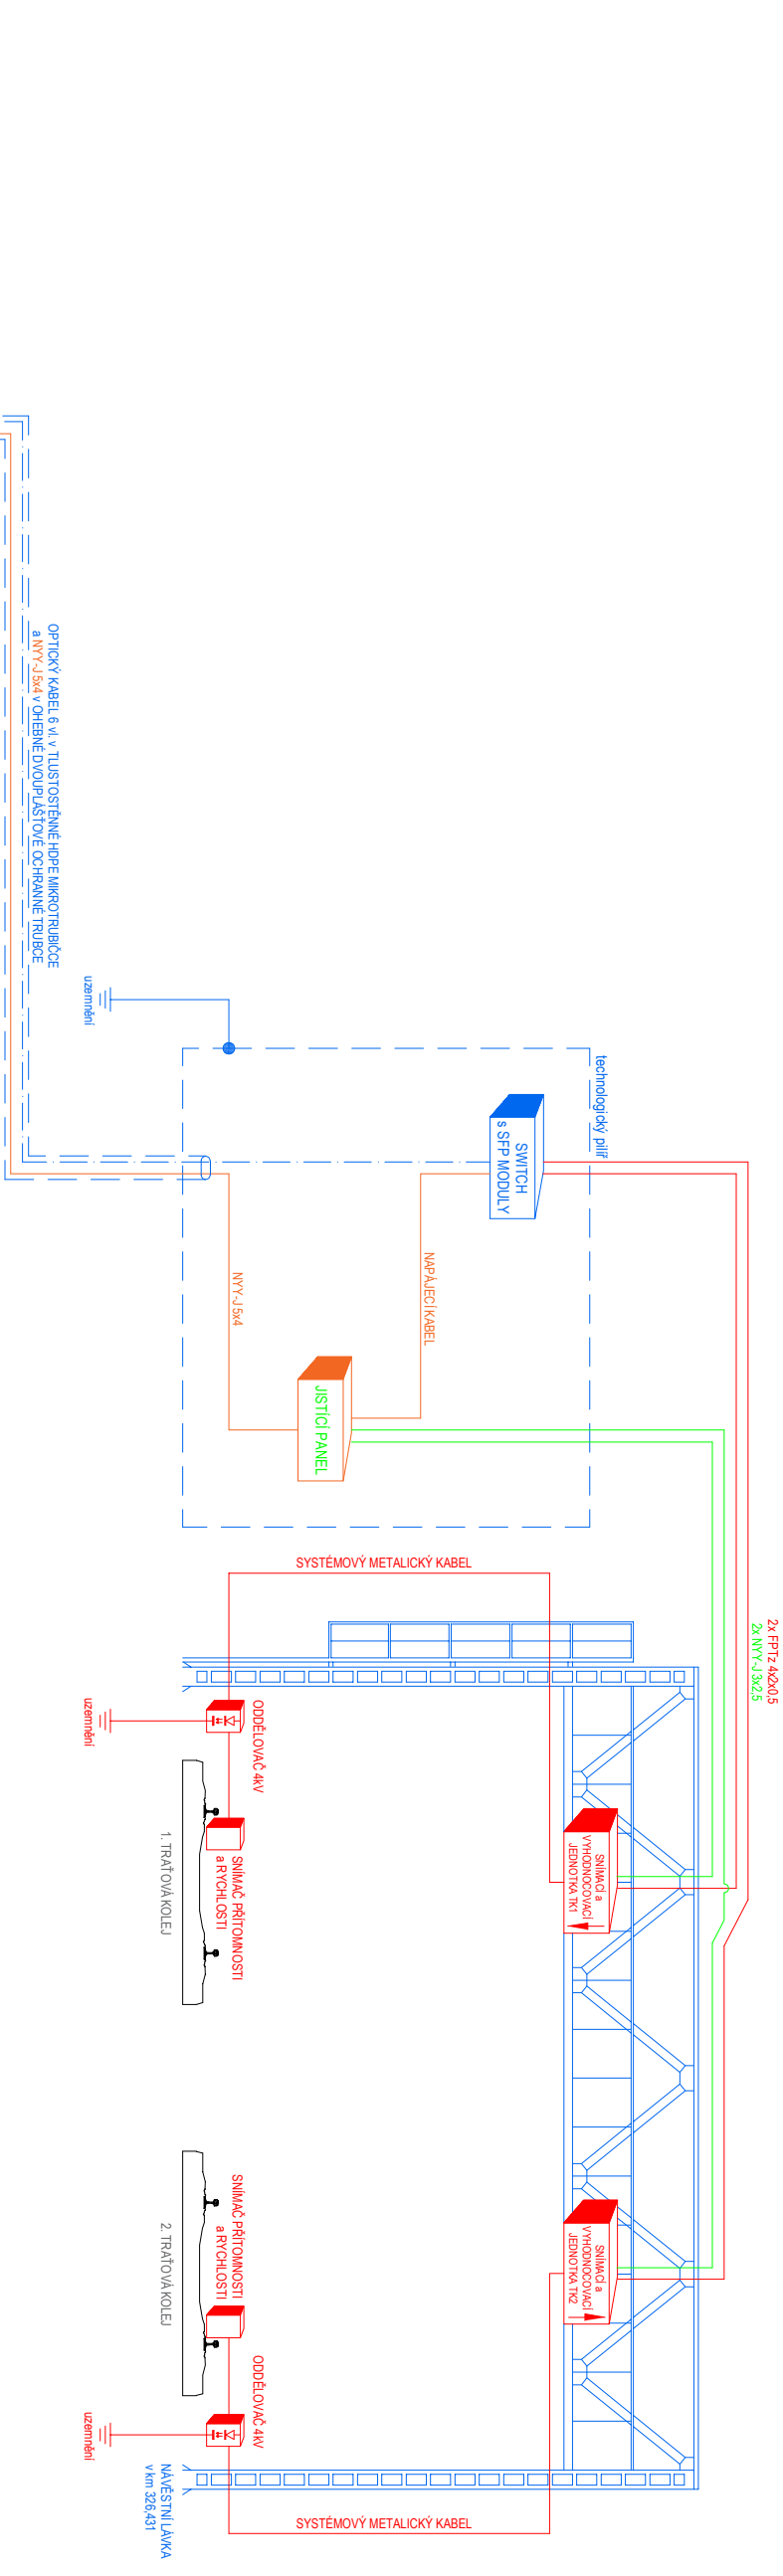 2x FPTz 4x2x0,5
2x NYY-J 3x2,5
technologický pilíř
SWITCH
s SFP MODULY
NAPÁJECÍ KABEL
JISTÍCÍ PANEL
NYY-J 5x4
uzemnění
OPTICKÝ KABEL 6 vl. v TLUSTOSTĚNNÉ HDPE MIKROTRUBIČCE
a NYY-J 5x4 v OHEBNÉ DVOUPLÁŠŤOVÉ OCHRANNÉ TRUBCE
SYSTÉMOVÝ METALICKÝ KABEL
SNÍMACÍ a
VYHODNOCOVACÍ
JEDNOTKA TK1
SNÍMACÍ a
VYHODNOCOVACÍ
JEDNOTKA TK2
ODDĚLOVAČ 4kV
SNÍMAČ PŘÍTOMNOSTI
a RYCHLOSTI
1. TRAŤOVÁ KOLEJ
uzemnění
SNÍMAČ PŘÍTOMNOSTI
a RYCHLOSTI
ODDĚLOVAČ 4kV
2. TRAŤOVÁ KOLEJ
uzemnění
SYSTÉMOVÝ METALICKÝ KABEL
NÁVĚSTNÍ LÁVKA
v km 326,431